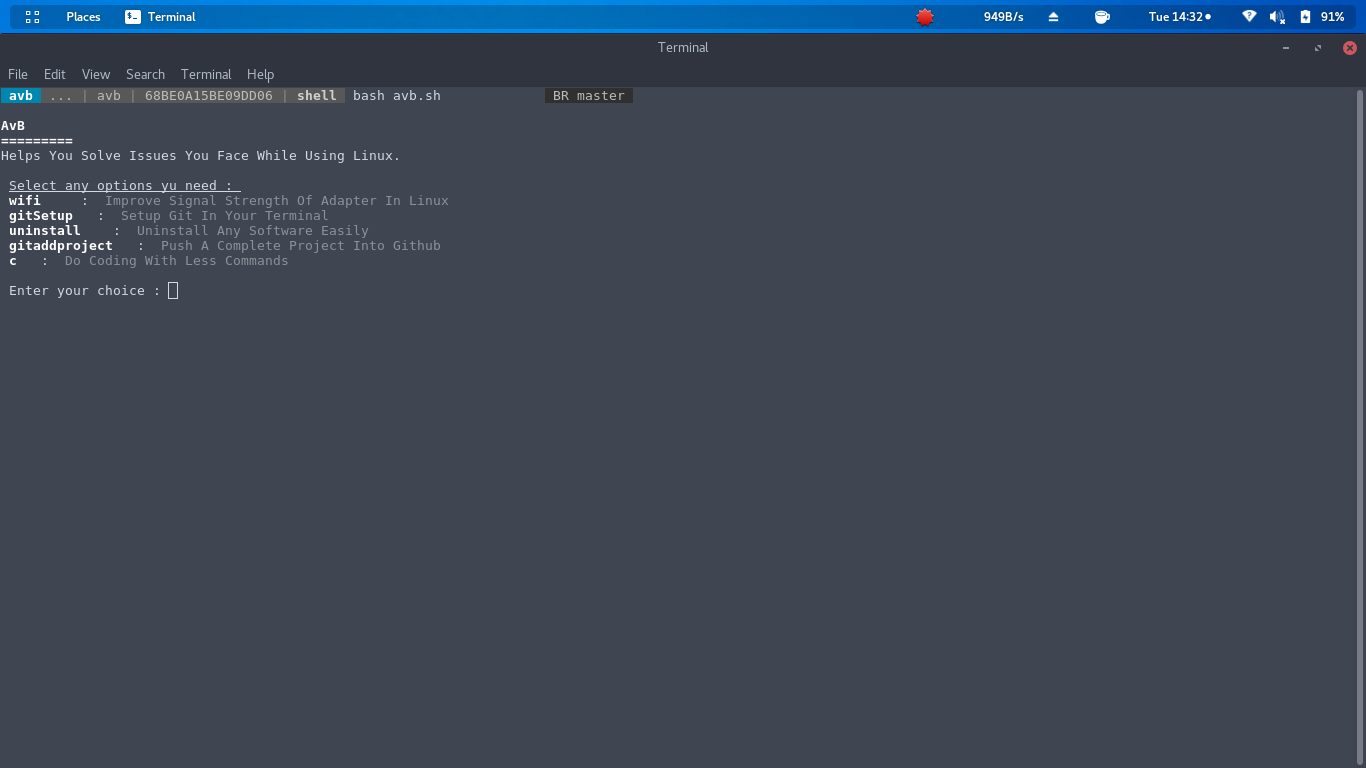 Places Terminal 949B/s Tue 14:32 91%
Terminal
File Edit View Search Terminal Help
avb ... | avb | 68BE0A15BE09DD06 | shell bash avb.sh BR master
AvB
=========
Helps You Solve Issues You Face While Using Linux.
Select any options yu need :
wifi : Improve Signal Strength Of Adapter In Linux
gitSetup : Setup Git In Your Terminal
uninstall : Uninstall Any Software Easily
gitaddproject : Push A Complete Project Into Github
c : Do Coding With Less Commands
Enter your choice :